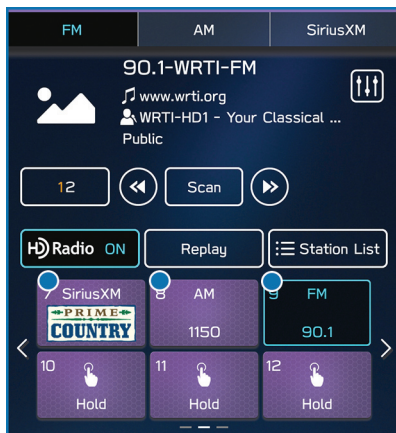 FM AM SiriusXM
90.1-WRTI-FM
www.wrti.org
WRTI-HD1 - Your Classical ...
Public
12 Scan
HD Radio ON Replay Station List
7 SiriusXM 8 AM 9 FM
PRIME
COUNTRY 1150 90.1
10 11 12
Hold Hold Hold